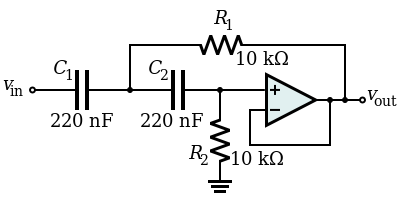 R1
10 kΩ
C1
C2
vin
+
−
vout
220 nF
220 nF
R2
10 kΩ